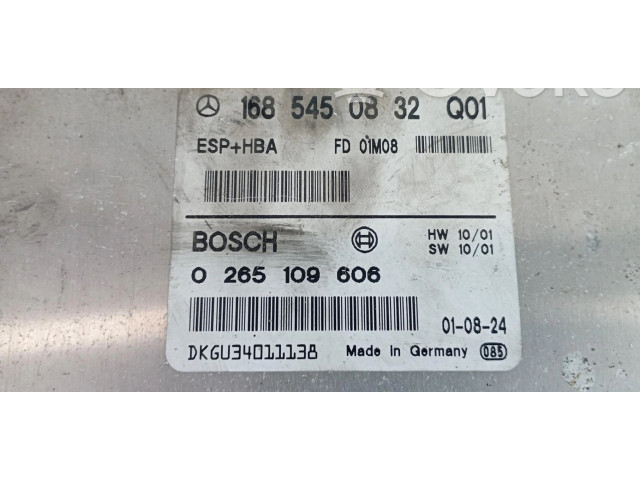 168 545 08 32 Q01
ESP+HBA FD 01M08
BOSCH HW 10/01
SW 10/01
0 265 109 606
01-08-24
DKGU34011138 Made in Germany 085